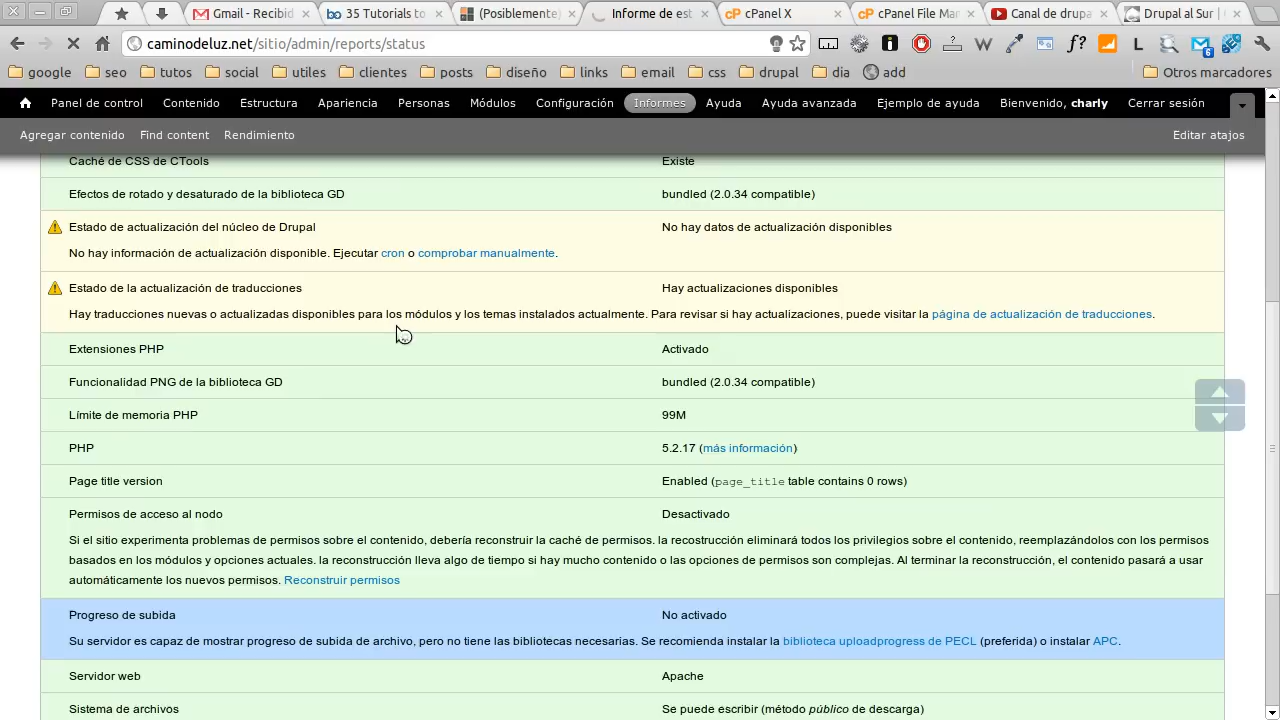 Gmail - Recibid
35 Tutorials to
(Posiblemente)
Informe de est
cPanel X
cPanel File Mar
Canal de drupa
Drupal al Sur |
caminodeluz.net/sitio/admin/reports/status
google seo tutos social utiles clientes posts diseño links email css drupal dia add Otros marcadores
Panel de control Contenido Estructura Apariencia Personas Módulos Configuración Informes Ayuda Ayuda avanzada Ejemplo de ayuda Bienvenido, charly Cerrar sesión
Agregar contenido Find content Rendimiento Editar atajos
Caché de CSS de CTools Existe
Efectos de rotado y desaturado de la biblioteca GD bundled (2.0.34 compatible)
Estado de actualización del núcleo de Drupal No hay datos de actualización disponibles
No hay información de actualización disponible. Ejecutar cron o comprobar manualmente.
Estado de la actualización de traducciones Hay actualizaciones disponibles
Hay traducciones nuevas o actualizadas disponibles para los módulos y los temas instalados actualmente. Para revisar si hay actualizaciones, puede visitar la página de actualización de traducciones.
Extensiones PHP Activado
Funcionalidad PNG de la biblioteca GD bundled (2.0.34 compatible)
Límite de memoria PHP 99M
PHP 5.2.17 (más información)
Page title version Enabled (page_title table contains 0 rows)
Permisos de acceso al nodo Desactivado
Si el sitio experimenta problemas de permisos sobre el contenido, debería reconstruir la caché de permisos. la recostrucción eliminará todos los privilegios sobre el contenido, reemplazándolos con los permisos
basados en los módulos y opciones actuales. la reconstrucción lleva algo de tiempo si hay mucho contenido o las opciones de permisos son complejas. Al terminar la reconstrucción, el contenido pasará a usar
automáticamente los nuevos permisos. Reconstruir permisos
Progreso de subida No activado
Su servidor es capaz de mostrar progreso de subida de archivo, pero no tiene las bibliotecas necesarias. Se recomienda instalar la biblioteca uploadprogress de PECL (preferida) o instalar APC.
Servidor web Apache
Sistema de archivos Se puede escribir (método público de descarga)